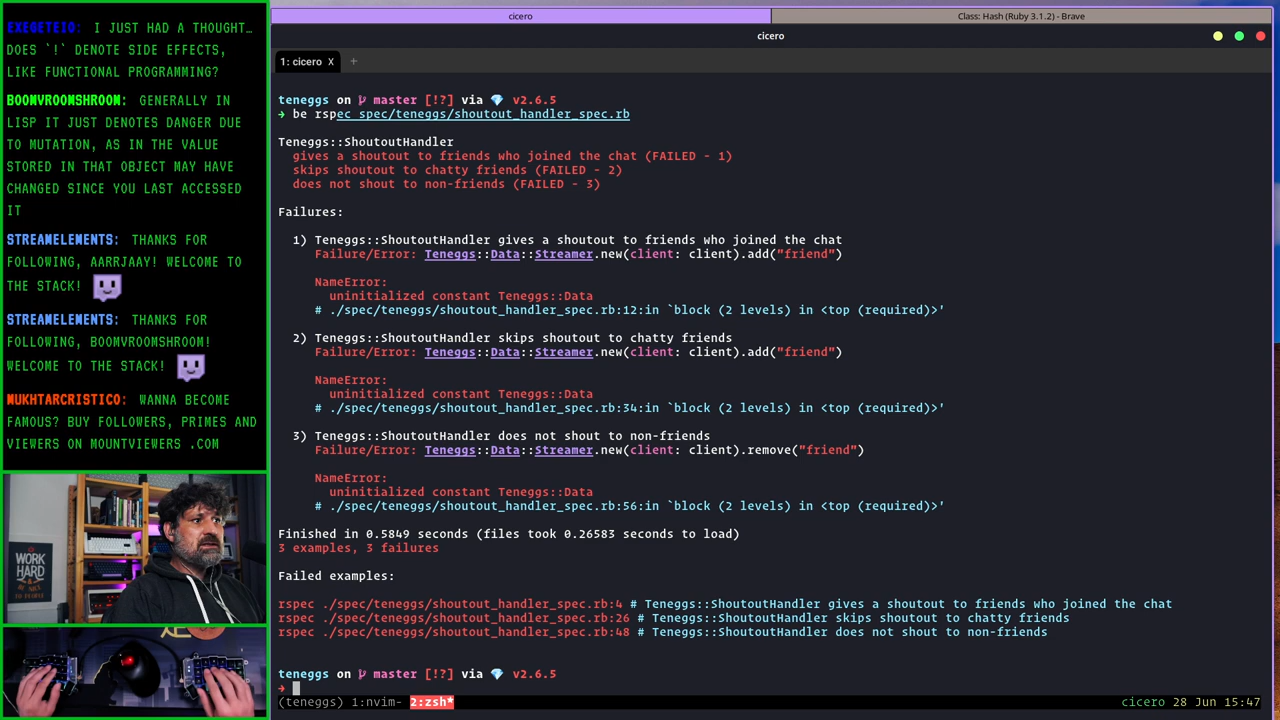 EXEGETEIO: I JUST HAD A THOUGHT…
DOES `!` DENOTE SIDE EFFECTS,
LIKE FUNCTIONAL PROGRAMMING?
BOOMVROOMSHROOM: GENERALLY IN
LISP IT JUST DENOTES DANGER DUE
TO MUTATION, AS IN THE VALUE
STORED IN THAT OBJECT MAY HAVE
CHANGED SINCE YOU LAST ACCESSED
IT
STREAMELEMENTS: THANKS FOR
FOLLOWING, AARRJAAY! WELCOME TO
THE STACK!
STREAMELEMENTS: THANKS FOR
FOLLOWING, BOOMVROOMSHROOM!
WELCOME TO THE STACK!
MUKHTARCRISTICO: WANNA BECOME
FAMOUS? BUY FOLLOWERS, PRIMES AND
VIEWERS ON MOUNTVIEWERS .COM
WORK
HARD
cicero
Class: Hash (Ruby 3.1.2) - Brave
cicero
1: cicero X +
teneggs on master [!?] via v2.6.5
➜ be rspec spec/teneggs/shoutout_handler_spec.rb
Teneggs::ShoutoutHandler
gives a shoutout to friends who joined the chat (FAILED - 1)
skips shoutout to chatty friends (FAILED - 2)
does not shout to non-friends (FAILED - 3)
Failures:
1) Teneggs::ShoutoutHandler gives a shoutout to friends who joined the chat
Failure/Error: Teneggs::Data::Streamer.new(client: client).add("friend")
NameError:
uninitialized constant Teneggs::Data
# ./spec/teneggs/shoutout_handler_spec.rb:12:in `block (2 levels) in <top (required)>'
2) Teneggs::ShoutoutHandler skips shoutout to chatty friends
Failure/Error: Teneggs::Data::Streamer.new(client: client).add("friend")
NameError:
uninitialized constant Teneggs::Data
# ./spec/teneggs/shoutout_handler_spec.rb:34:in `block (2 levels) in <top (required)>'
3) Teneggs::ShoutoutHandler does not shout to non-friends
Failure/Error: Teneggs::Data::Streamer.new(client: client).remove("friend")
NameError:
uninitialized constant Teneggs::Data
# ./spec/teneggs/shoutout_handler_spec.rb:56:in `block (2 levels) in <top (required)>'
Finished in 0.5849 seconds (files took 0.26583 seconds to load)
3 examples, 3 failures
Failed examples:
rspec ./spec/teneggs/shoutout_handler_spec.rb:4 # Teneggs::ShoutoutHandler gives a shoutout to friends who joined the chat
rspec ./spec/teneggs/shoutout_handler_spec.rb:26 # Teneggs::ShoutoutHandler skips shoutout to chatty friends
rspec ./spec/teneggs/shoutout_handler_spec.rb:48 # Teneggs::ShoutoutHandler does not shout to non-friends
teneggs on master [!?] via v2.6.5
➜
(teneggs) 1:nvim- 2:zsh* cicero 28 Jun 15:47